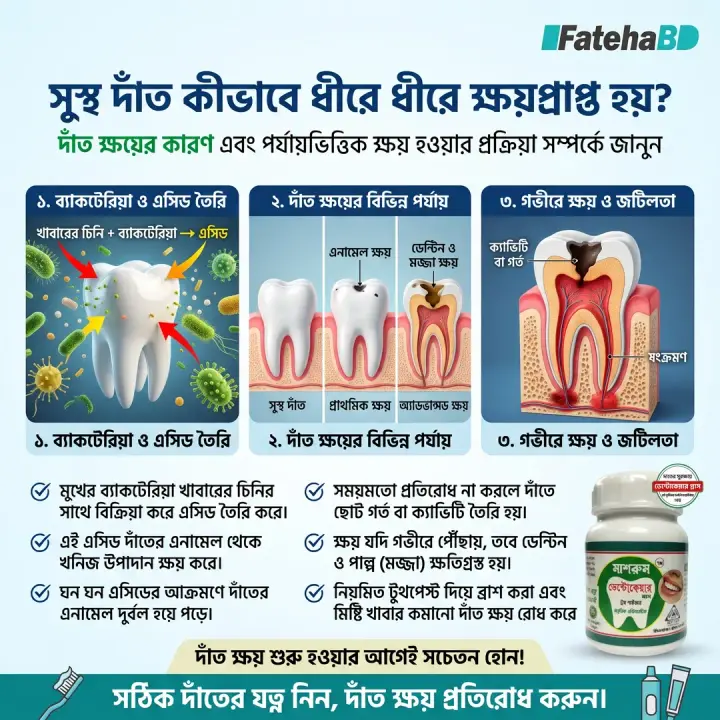 FatehaBD
সুস্থ দাঁত কীভাবে ধীরে ধীরে ক্ষয়প্রাপ্ত হয়?
দাঁত ক্ষয়ের কারণ এবং পর্যায়ভিত্তিক ক্ষয় হওয়ার প্রক্রিয়া সম্পর্কে জানুন
১. ব্যাকটেরিয়া ও এসিড তৈরি
খাবারের চিনি + ব্যাকটেরিয়া → এসিড
১. ব্যাকটেরিয়া ও এসিড তৈরি
২. দাঁত ক্ষয়ের বিভিন্ন পর্যায়
এনামেল ক্ষয়
ডেন্টিন ও
মজ্জা ক্ষয়
সুস্থ দাঁত
প্রাথমিক ক্ষয়
অ্যাডভান্সড ক্ষয়
২. দাঁত ক্ষয়ের বিভিন্ন পর্যায়
৩. গভীরে ক্ষয় ও জটিলতা
ক্যাভিটি
বা গর্ত
ষংক্রমণ
৩. গভীরে ক্ষয় ও জটিলতা
মুখের ব্যাকটেরিয়া খাবারের চিনির
সাথে বিক্রিয়া করে এসিড তৈরি করে।
এই এসিড দাঁতের এনামেল থেকে
খনিজ উপাদান ক্ষয় করে।
ঘন ঘন এসিডের আক্রমণে দাঁতের
এনামেল দুর্বল হয়ে পড়ে।
সময়মতো প্রতিরোধ না করলে দাঁতে
ছোট গর্ত বা ক্যাভিটি তৈরি হয়।
ক্ষয় যদি গভীরে পৌঁছায়, তবে ডেন্টিন
ও পাল্প (মজ্জা) ক্ষতিগ্রস্ত হয়।
নিয়মিত টুথপেস্ট দিয়ে ব্রাশ করা এবং
মিষ্টি খাবার কমানো দাঁত ক্ষয় রোধ করে
মাশরুম
ডেন্টোকেয়ার
দাঁত ক্ষয় শুরু হওয়ার আগেই সচেতন হোন!
সঠিক দাঁতের যত্ন নিন, দাঁত ক্ষয় প্রতিরোধ করুন।